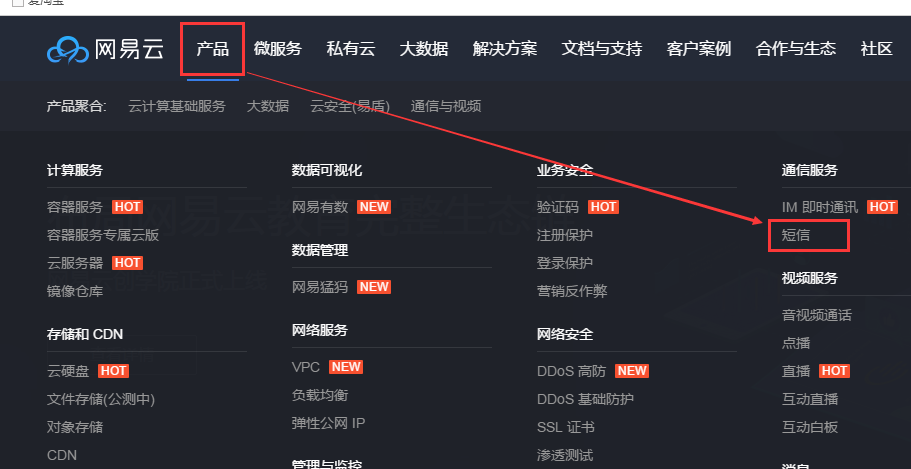 爱淘宝
网易云 产品 微服务 私有云 大数据 解决方案 文档与支持 客户案例 合作与生态 社区
产品聚合: 云计算基础服务 大数据 云安全(易盾) 通信与视频
计算服务
容器服务 HOT
容器服务专属云版
云服务器 HOT
镜像仓库
存储和 CDN
云硬盘 HOT
文件存储(公测中)
对象存储
CDN
数据可视化
网易有数 NEW
数据管理
网易猛犸 NEW
网络服务
VPC NEW
负载均衡
弹性公网 IP
管理与监控
业务安全
验证码 HOT
注册保护
登录保护
营销反作弊
网络安全
DDoS 高防 NEW
DDoS 基础防护
SSL 证书
渗透测试
通信服务
IM 即时通讯 HOT
短信
视频服务
音视频通话
点播
直播 HOT
互动直播
互动白板
消息